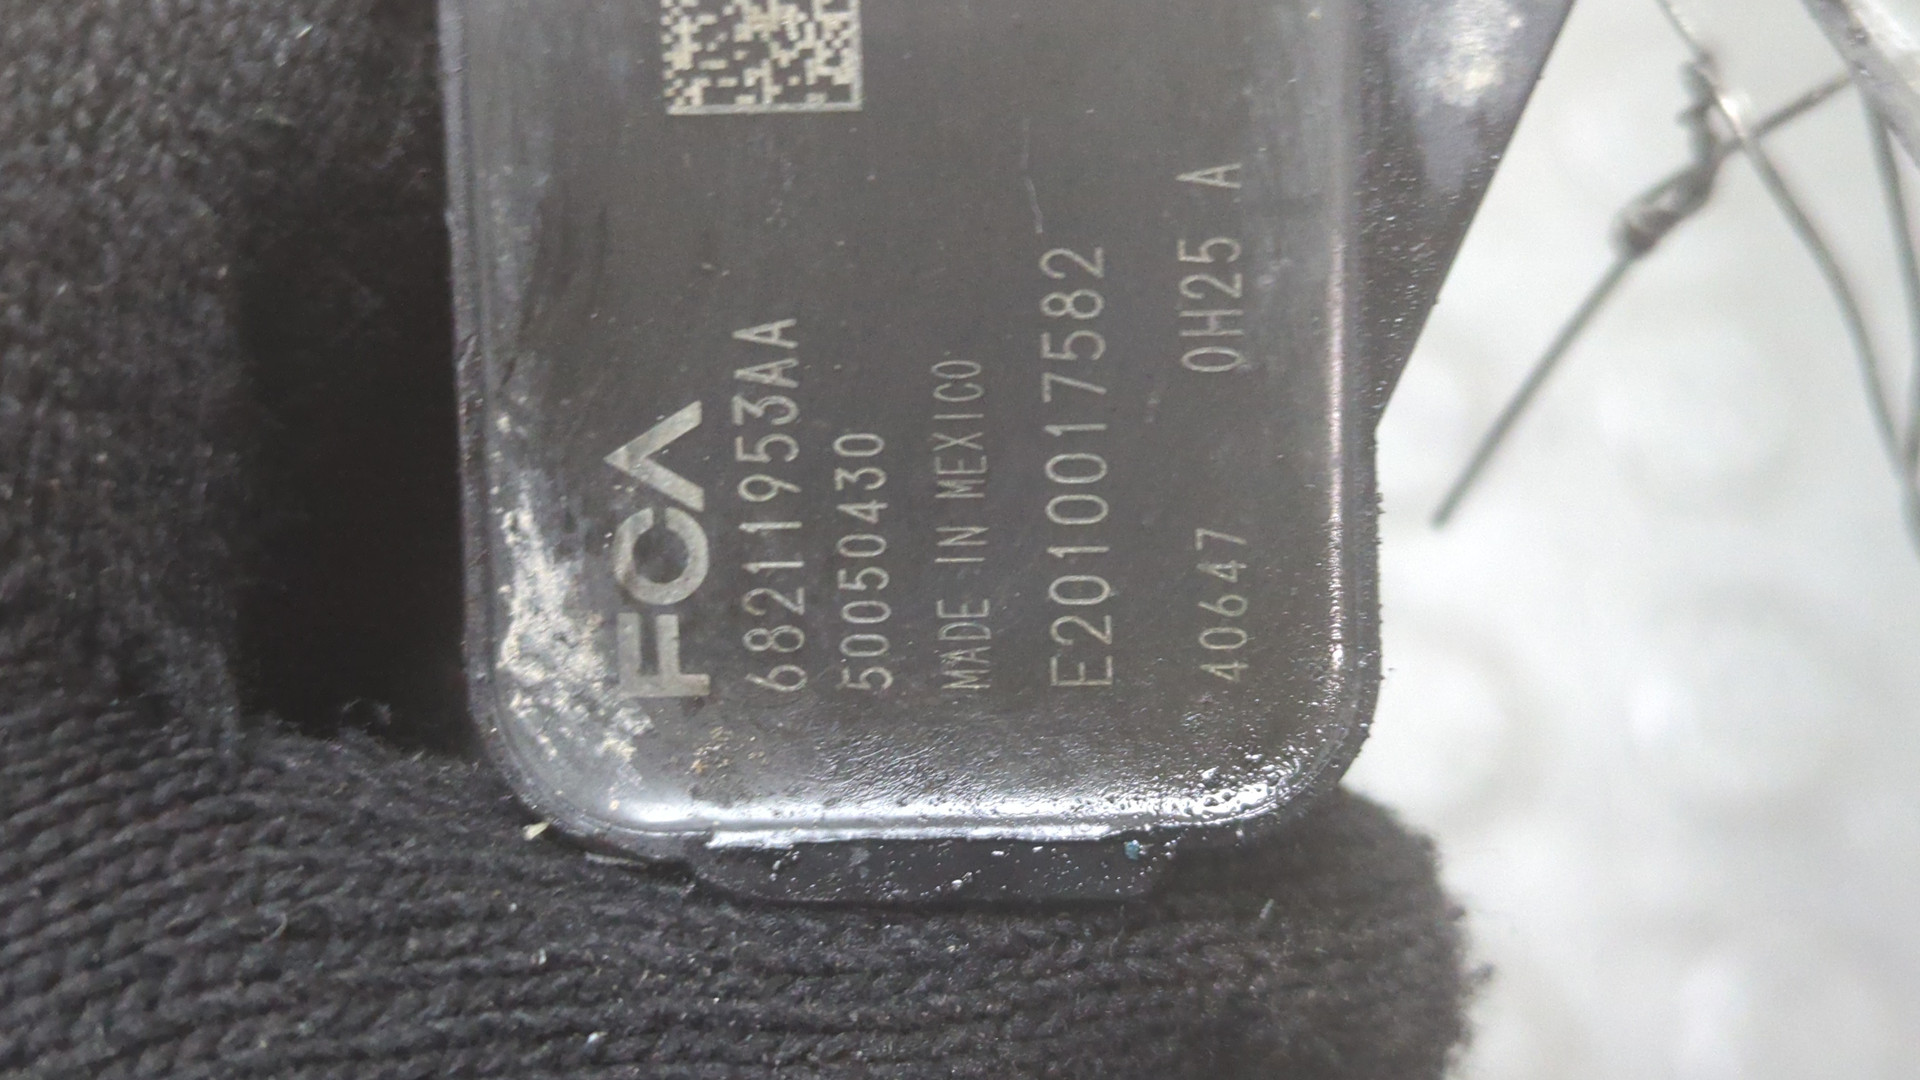 FCA
68211953AA
50050430
MADE IN MEXICO
E2010017582
40647 0H25 A